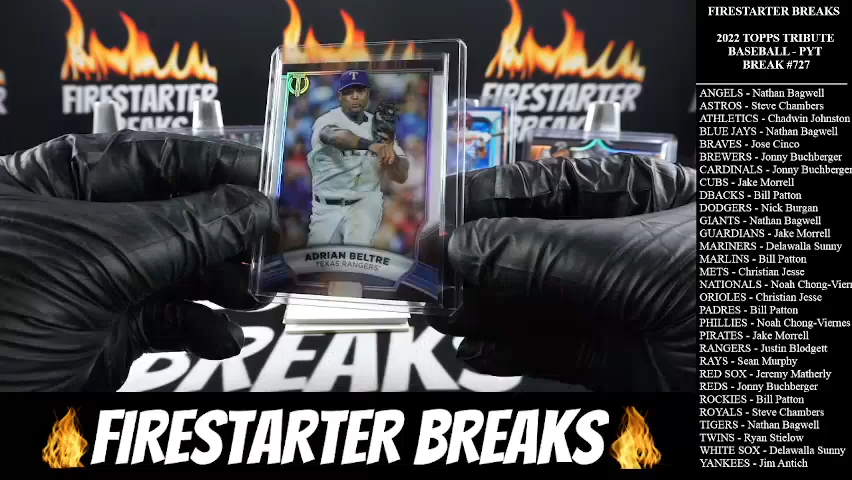 FIRESTARTER BREAKS
2022 TOPPS TRIBUTE
BASEBALL - PYT
BREAK #727
ANGELS - Nathan Bagwell
ASTROS - Steve Chambers
ATHLETICS - Chadwin Johnston
BLUE JAYS - Nathan Bagwell
BRAVES - Jose Cinco
BREWERS - Jonny Buchberger
CARDINALS - Jonny Buchberger
CUBS - Jake Morrell
DBACKS - Bill Patton
DODGERS - Nick Burgan
GIANTS - Nathan Bagwell
GUARDIANS - Jake Morrell
MARINERS - Delawalla Sunny
MARLINS - Bill Patton
METS - Christian Jesse
NATIONALS - Noah Chong-Viern
ORIOLES - Christian Jesse
PADRES - Bill Patton
PHILLIES - Noah Chong-Viernes
PIRATES - Jake Morrell
RANGERS - Justin Blodgett
RAYS - Sean Murphy
RED SOX - Jeremy Matherly
REDS - Jonny Buchberger
ROCKIES - Bill Patton
ROYALS - Steve Chambers
TIGERS - Nathan Bagwell
TWINS - Ryan Stielow
WHITE SOX - Delawalla Sunny
YANKEES - Jim Antich
FIRESTARTER
BREAKS
FIRESTARTER
BREAKS
T
T
ADRIAN BELTRE
TEXAS RANGERS
BREAKS
FIRESTARTER BREAKS